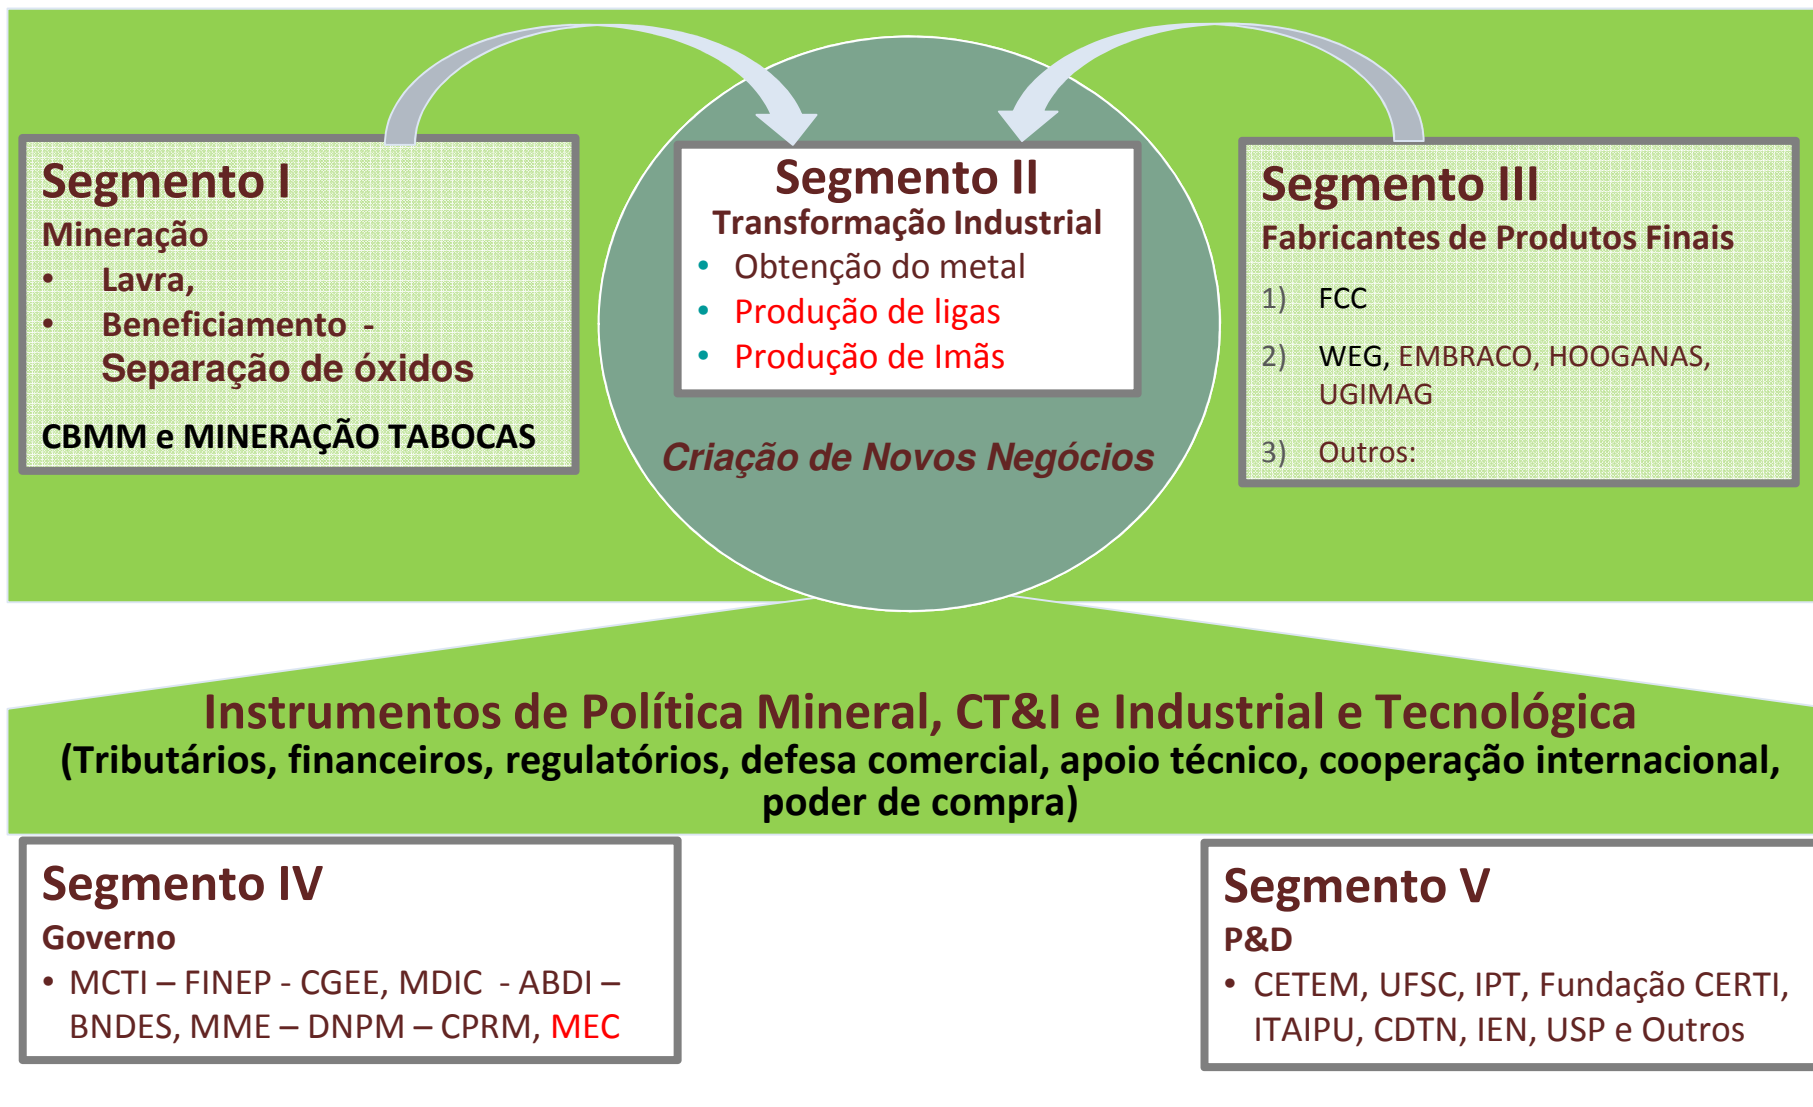 Segmento I
Mineração
• Lavra,
• Beneficiamento -
Separação de óxidos
CBMM e MINERAÇÃO TABOCAS
Segmento II
Transformação Industrial
• Obtenção do metal
• Produção de ligas
• Produção de Imãs
Criação de Novos Negócios
Segmento III
Fabricantes de Produtos Finais
1) FCC
2) WEG, EMBRACO, HOOGANAS,
UGIMAG
3) Outros:
Instrumentos de Política Mineral, CT&I e Industrial e Tecnológica
(Tributários, financeiros, regulatórios, defesa comercial, apoio técnico, cooperação internacional,
poder de compra)
Segmento IV
Governo
• MCTI – FINEP - CGEE, MDIC - ABDI –
BNDES, MME – DNPM – CPRM, MEC
Segmento V
P&D
• CETEM, UFSC, IPT, Fundação CERTI,
ITAIPU, CDTN, IEN, USP e Outros